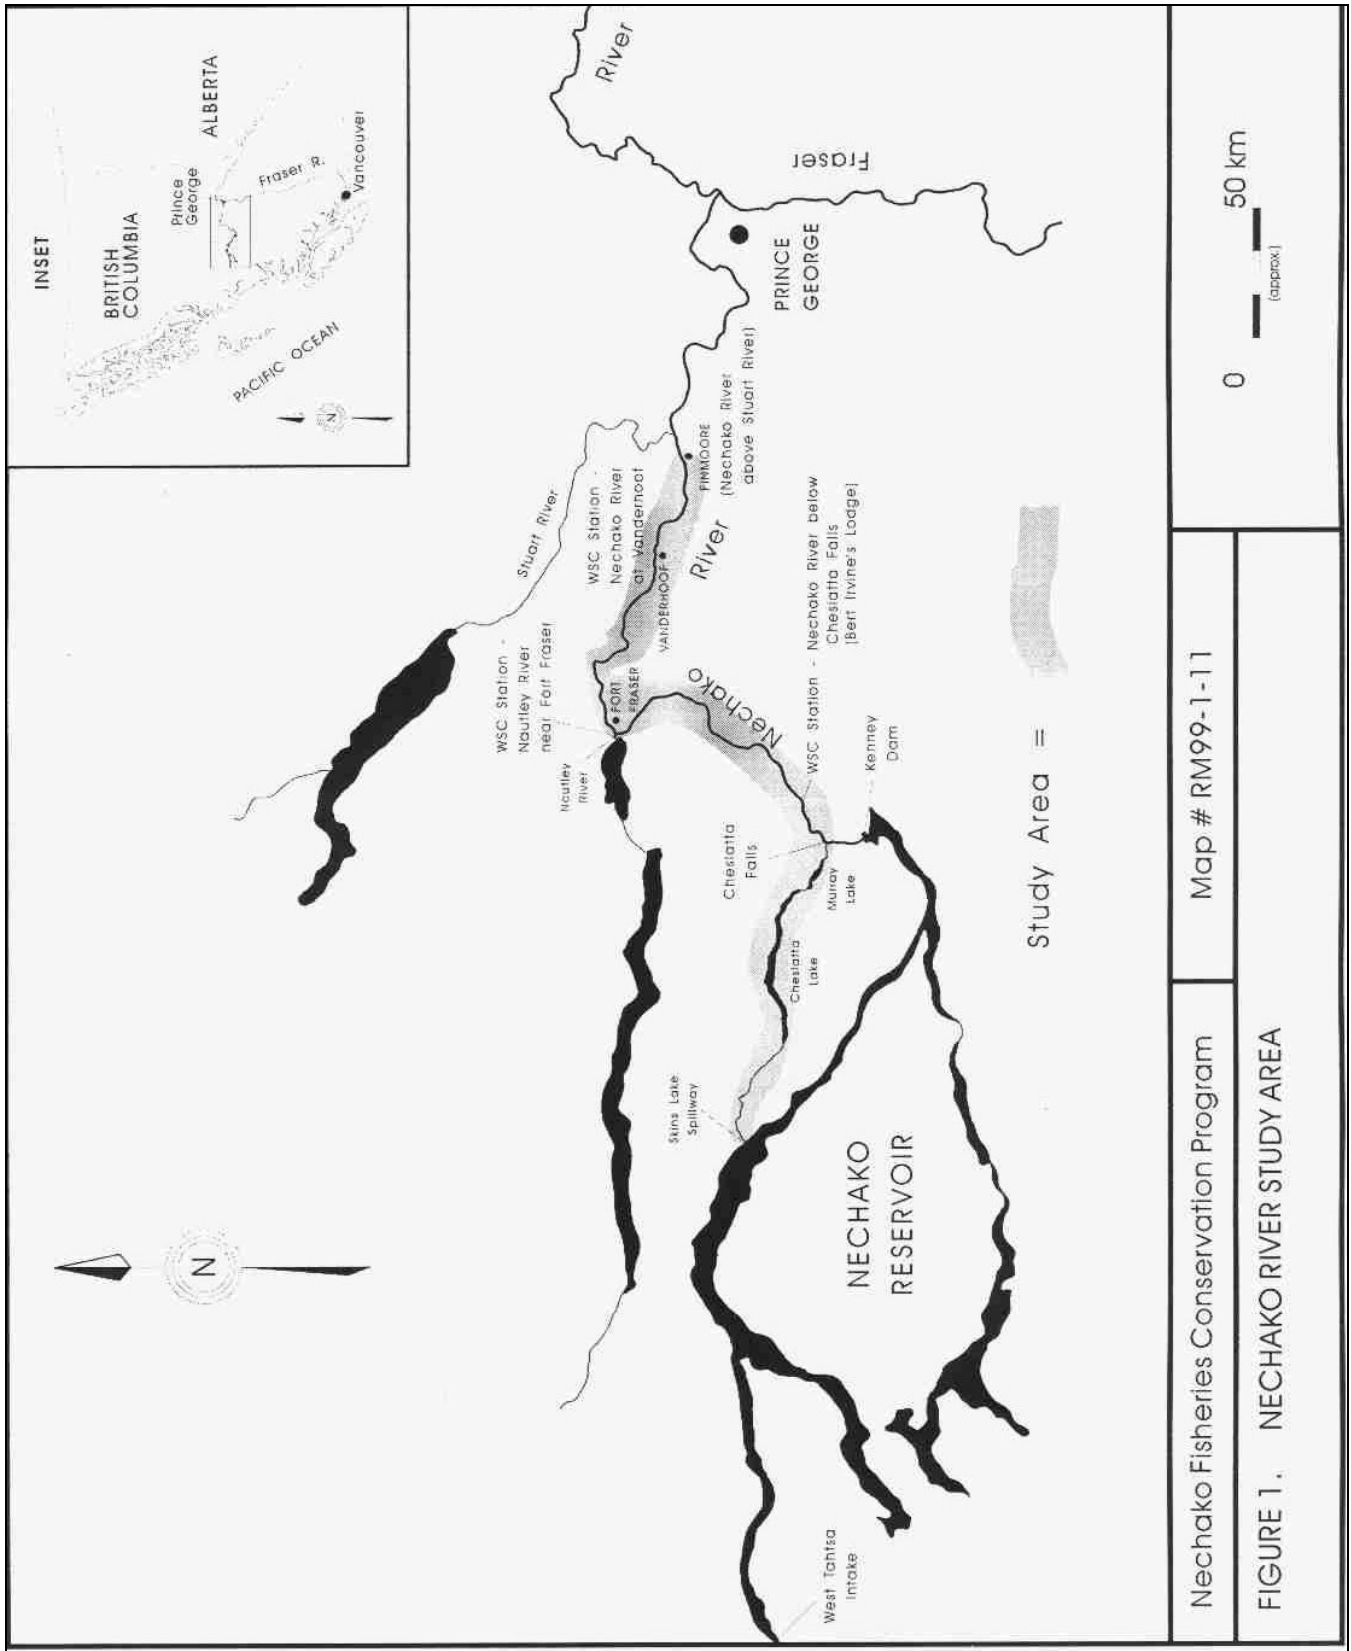 INSET
BRITISH
COLUMBIA
ALBERTA
Prince
George
Fraser R.
Vancouver
PACIFIC OCEAN
N
N
River
Fraser
PRINCE
GEORGE
Stuart River
WSC Station -
Nechako River
at Vandernoof
FINMOORE
(Nechako River
above Stuart River)
River
VANDERHOOF
WSC Station -
Nautley River
near Fort Fraser
FORT
FRASER
Nautley
River
Nechako
WSC Station - Nechako River below
Cheslatta Falls
(Bert Irvine's Lodge)
Kenney
Dam
Cheslatta
Falls
Murray
Lake
Cheslatta
Lake
Skins Lake
Spillway
NECHAKO
RESERVOIR
West Tahtsa
Intake
Study Area =
0 50 km
(approx.)
Nechako Fisheries Conservation Program
Map # RM99-1-11
FIGURE 1. NECHAKO RIVER STUDY AREA